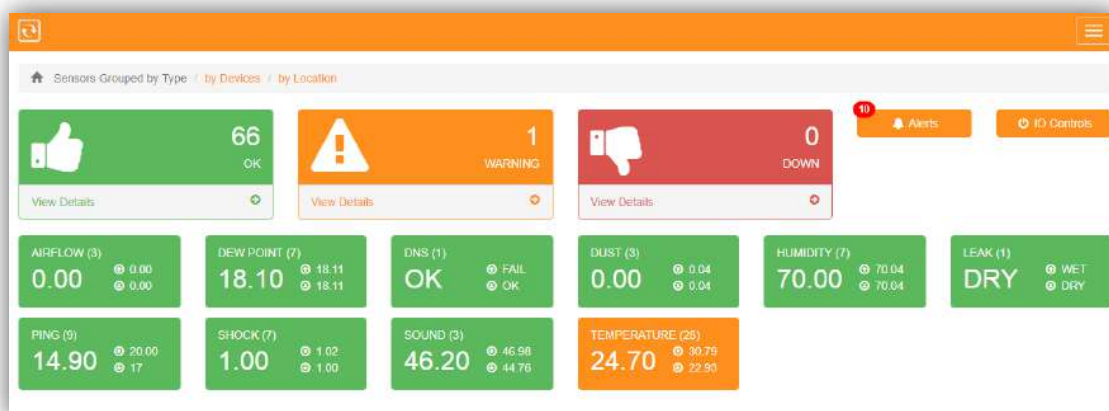 Sensors Grouped by Type / by Devices / by Location
66
OK
View Details
1
WARNING
View Details
0
DOWN
View Details
10
Alerts
IO Controls
AIRFLOW (3)
0.00
0.00
0.00
DEW POINT (7)
18.10
18.11
18.11
DNS (1)
OK
FAIL
OK
DUST (3)
0.00
0.04
0.04
HUMIDITY (7)
70.00
70.04
70.04
LEAK (1)
DRY
WET
DRY
PING (9)
14.90
20.00
17
SHOCK (7)
1.00
1.02
1.00
SOUND (3)
46.20
46.98
44.76
TEMPERATURE (25)
24.70
30.79
22.90